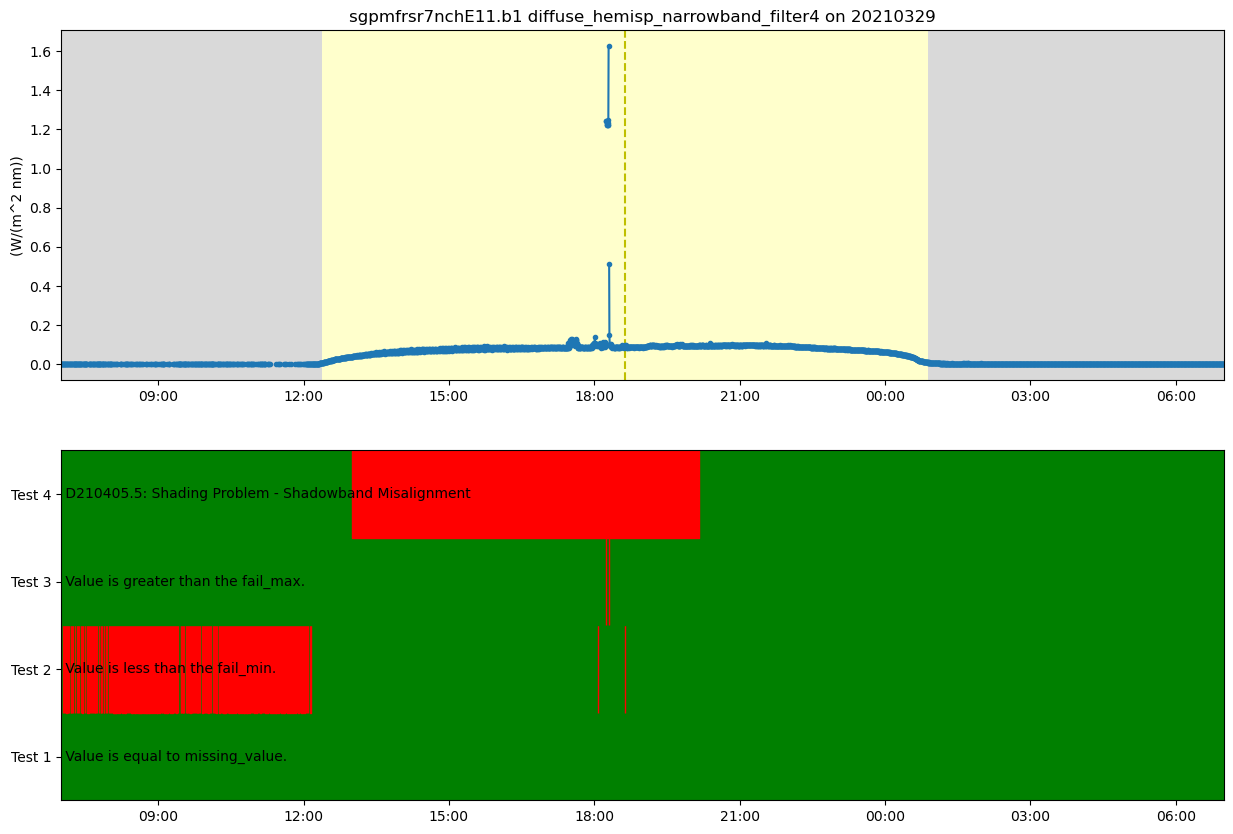 sgpmfrsr7nchE11.b1 diffuse_hemisp_narrowband_filter4 on 20210329
(W/(m^2 nm))
1.6
1.4
1.2
1.0
0.8
0.6
0.4
0.2
0.0
09:00 12:00 15:00 18:00 21:00 00:00 03:00 06:00
Test 4 D210405.5: Shading Problem - Shadowband Misalignment
Test 3 Value is greater than the fail_max.
Test 2 Value is less than the fail_min.
Test 1 Value is equal to missing_value.
09:00 12:00 15:00 18:00 21:00 00:00 03:00 06:00